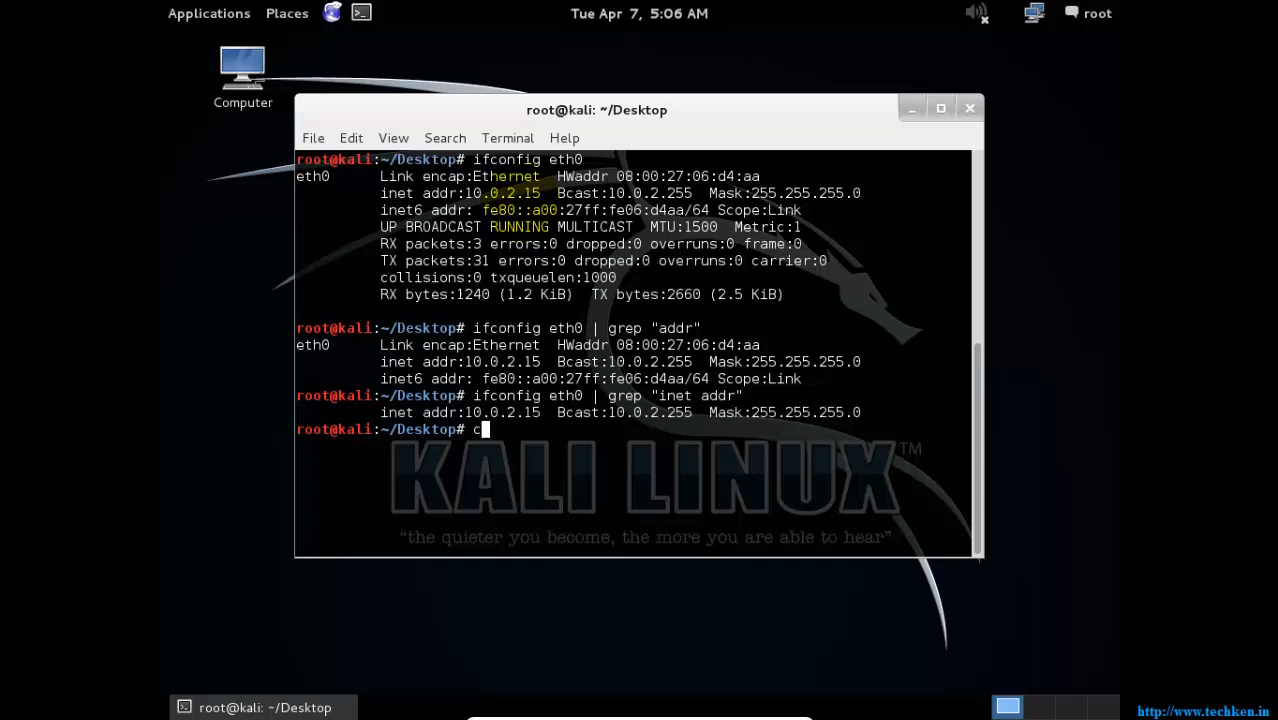 Applications Places Tue Apr 7, 5:06 AM root
Computer
root@kali: ~/Desktop
File Edit View Search Terminal Help
root@kali:~/Desktop# ifconfig eth0
eth0 Link encap:Ethernet HWaddr 08:00:27:06:d4:aa
inet addr:10.0.2.15 Bcast:10.0.2.255 Mask:255.255.255.0
inet6 addr: fe80::a00:27ff:fe06:d4aa/64 Scope:Link
UP BROADCAST RUNNING MULTICAST MTU:1500 Metric:1
RX packets:3 errors:0 dropped:0 overruns:0 frame:0
TX packets:31 errors:0 dropped:0 overruns:0 carrier:0
collisions:0 txqueuelen:1000
RX bytes:1240 (1.2 KiB) TX bytes:2660 (2.5 KiB)
root@kali:~/Desktop# ifconfig eth0 | grep "addr"
eth0 Link encap:Ethernet HWaddr 08:00:27:06:d4:aa
inet addr:10.0.2.15 Bcast:10.0.2.255 Mask:255.255.255.0
inet6 addr: fe80::a00:27ff:fe06:d4aa/64 Scope:Link
root@kali:~/Desktop# ifconfig eth0 | grep "inet addr"
inet addr:10.0.2.15 Bcast:10.0.2.255 Mask:255.255.255.0
root@kali:~/Desktop# c
KALI LINUX™
“the quieter you become, the more you are able to hear”
root@kali: ~/Desktop
http://www.techken.in